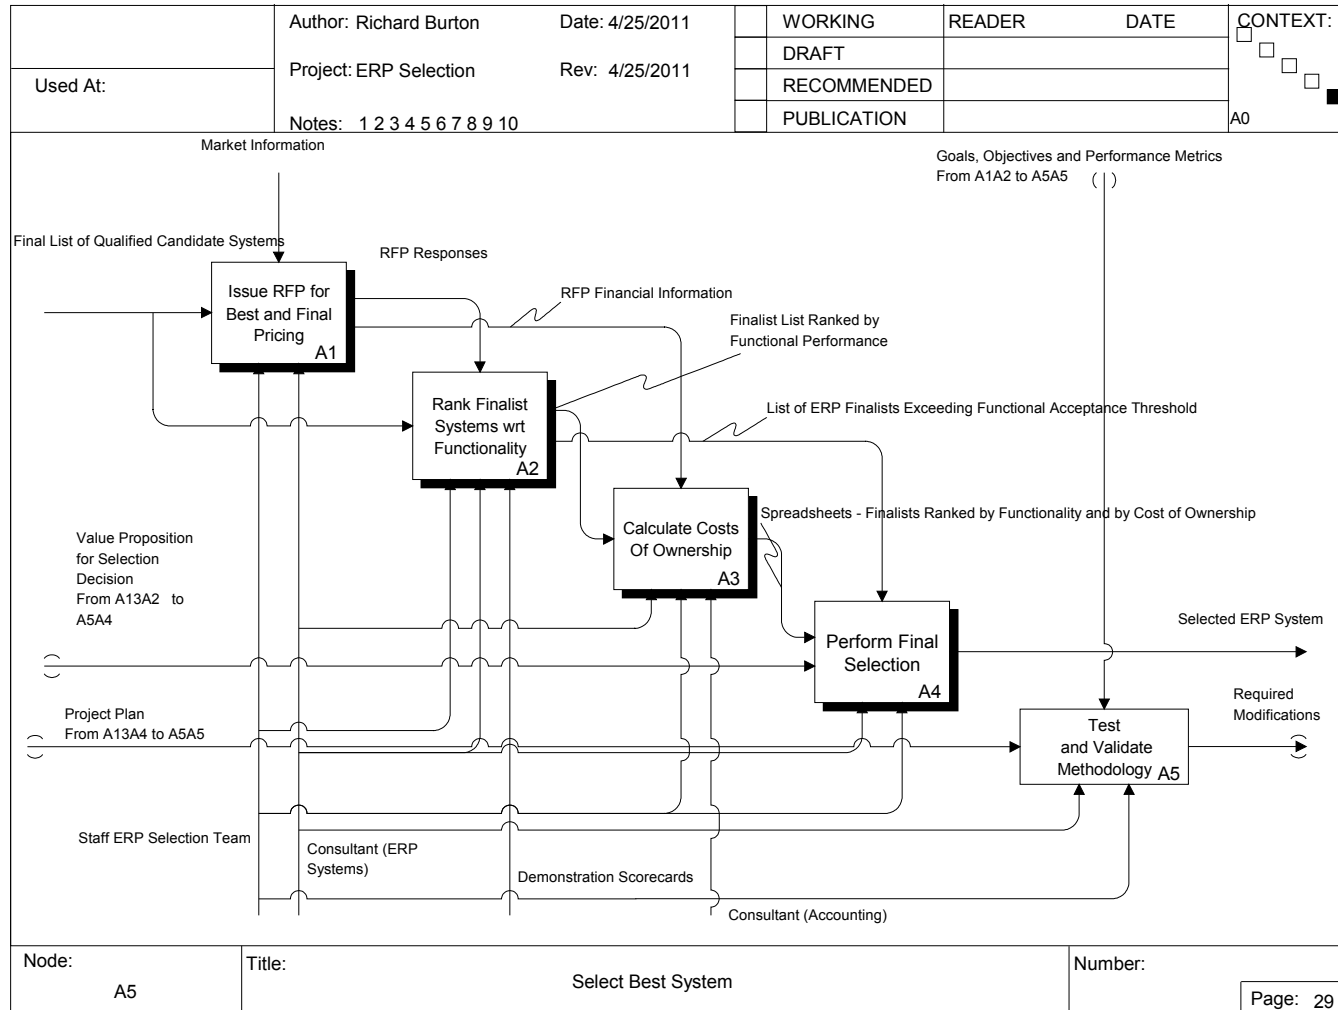 Used At:
Author: Richard Burton
Date: 4/25/2011
Project: ERP Selection
Rev: 4/25/2011
Notes: 1 2 3 4 5 6 7 8 9 10
WORKING
DRAFT
RECOMMENDED
PUBLICATION
READER
DATE
CONTEXT:
A0
Market Information
Goals, Objectives and Performance Metrics
From A1A2 to A5A5
Final List of Qualified Candidate Systems
RFP Responses
Issue RFP for
Best and Final
Pricing
A1
RFP Financial Information
Finalist List Ranked by
Functional Performance
Rank Finalist
Systems wrt
Functionality
A2
List of ERP Finalists Exceeding Functional Acceptance Threshold
Calculate Costs
Of Ownership
A3
Spreadsheets - Finalists Ranked by Functionality and by Cost of Ownership
Value Proposition
for Selection
Decision
From A13A2 to
A5A4
Perform Final
Selection
A4
Selected ERP System
Project Plan
From A13A4 to A5A5
Required
Modifications
Test
and Validate
Methodology
A5
Staff ERP Selection Team
Consultant (ERP
Systems)
Demonstration Scorecards
Consultant (Accounting)
Node:
A5
Title:
Select Best System
Number:
Page: 29